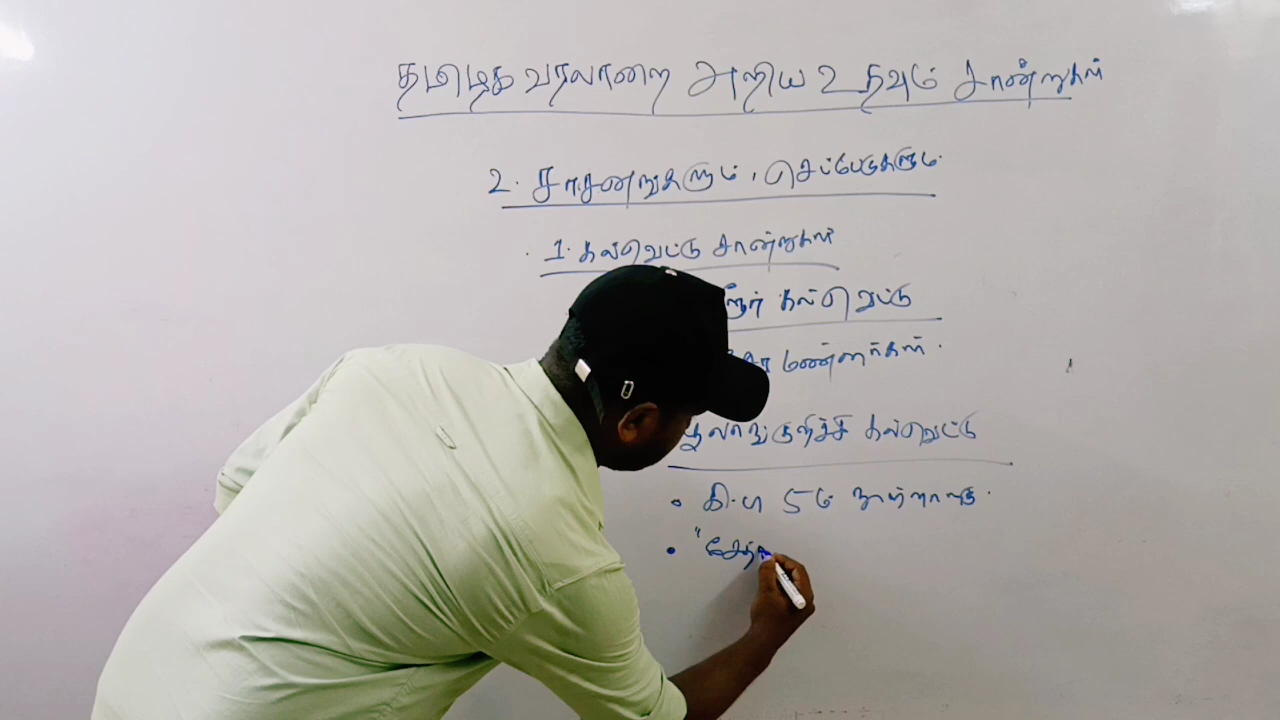 தமிழக வரலாறை அறிய உதவும் சான்றுகள்
2. சாசனங்களும், செப்பேடுகளும்.
1. கல்வெட்டு சான்றுகள்
கல்வெட்டு
மன்னர்கள்.
பூலாங்குறிச்சி கல்வெட்டு
• கி.பி 5ம் நூற்றாண்டு.
• "சேந்